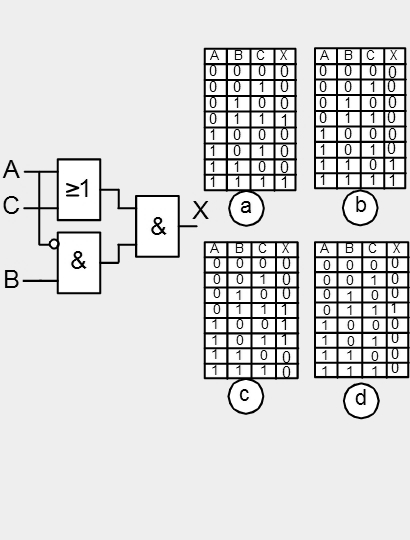 A
C
B
≥1
&
&
X
A B C X
0 0 0 0
0 0 1 0
0 1 0 0
0 1 1 1
1 0 0 0
1 0 1 0
1 1 0 0
1 1 1 1
a
A B C X
0 0 0 0
0 0 1 0
0 1 0 0
0 1 1 0
1 0 0 0
1 0 1 0
1 1 0 1
1 1 1 1
b
A B C X
0 0 0 0
0 0 1 0
0 1 0 0
0 1 1 1
1 0 0 1
1 0 1 1
1 1 0 0
1 1 1 0
c
A B C X
0 0 0 0
0 0 1 0
0 1 0 0
0 1 1 1
1 0 0 0
1 0 1 0
1 1 0 0
1 1 1 0
d